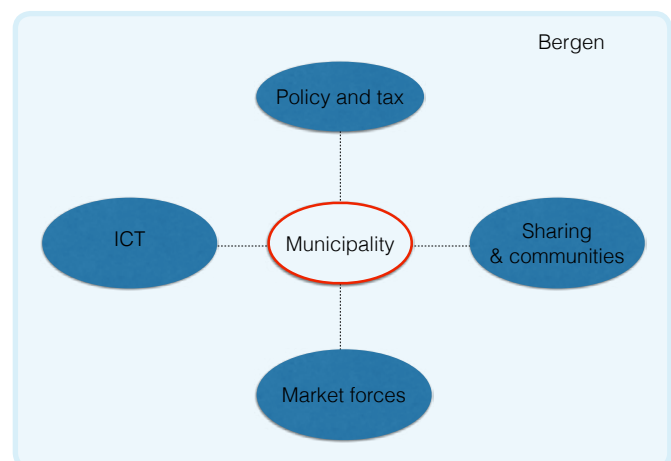 Bergen
Policy and tax
ICT
Municipality
Sharing
& communities
Market forces